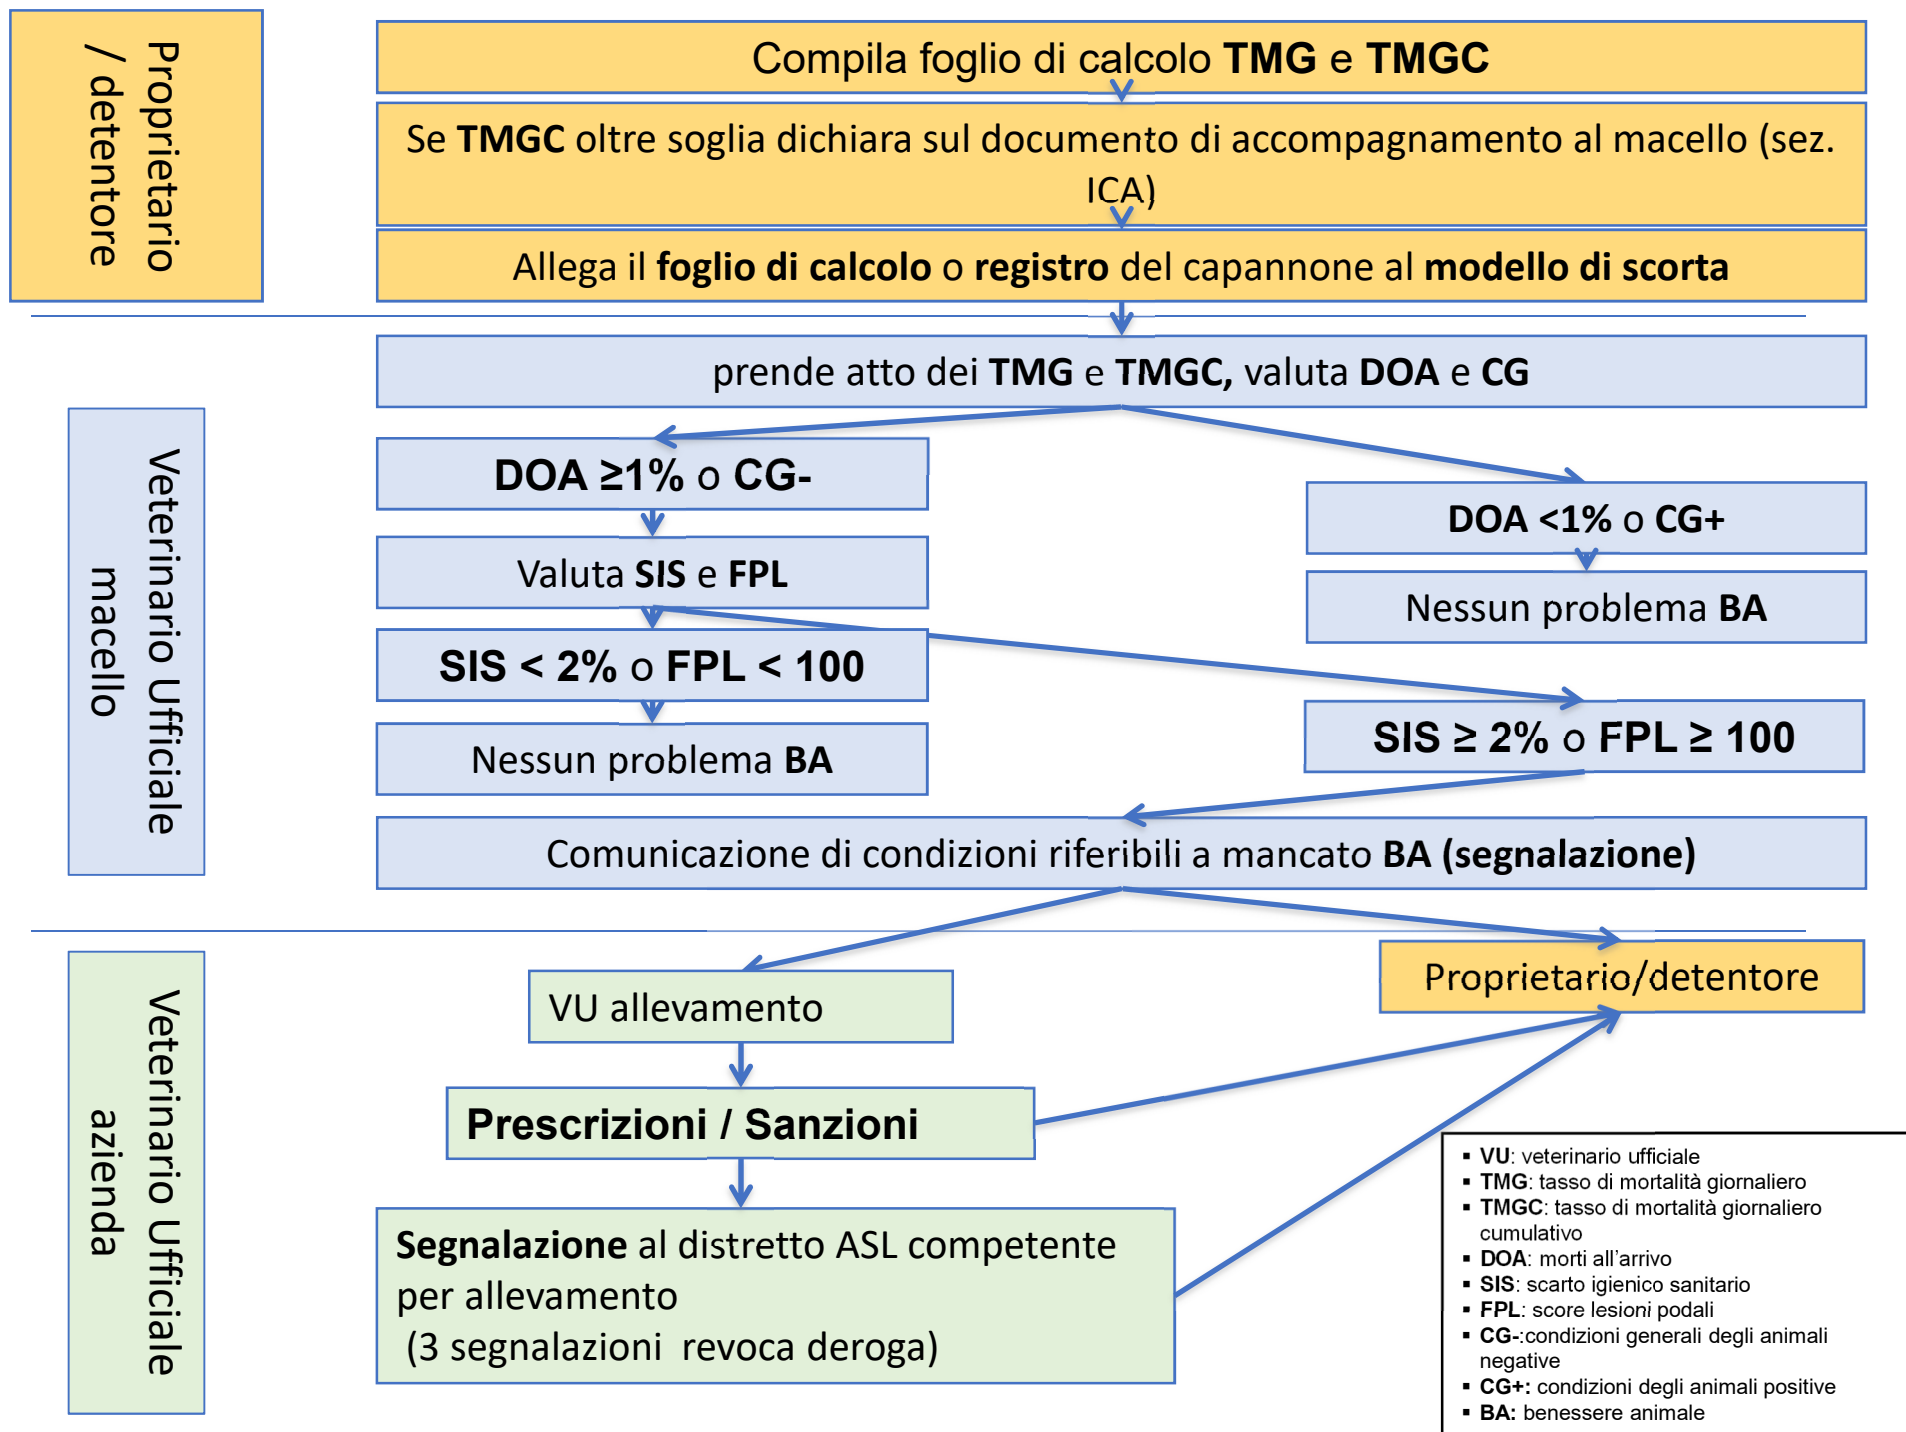 Proprietario
/ detentore
Compila foglio di calcolo TMG e TMGC
Se TMGC oltre soglia dichiara sul documento di accompagnamento al macello (sez.
ICA)
Allega il foglio di calcolo o registro del capannone al modello di scorta
Veterinario Ufficiale
macello
prende atto dei TMG e TMGC, valuta DOA e CG
DOA ≥1% o CG-
DOA <1% o CG+
Valuta SIS e FPL
Nessun problema BA
SIS < 2% o FPL < 100
SIS ≥ 2% o FPL ≥ 100
Nessun problema BA
Comunicazione di condizioni riferibili a mancato BA (segnalazione)
Veterinario Ufficiale
azienda
VU allevamento
Proprietario/detentore
Prescrizioni / Sanzioni
Segnalazione al distretto ASL competente
per allevamento
(3 segnalazioni revoca deroga)
▪ VU: veterinario ufficiale
▪ TMG: tasso di mortalità giornaliero
▪ TMGC: tasso di mortalità giornaliero
cumulativo
▪ DOA: morti all'arrivo
▪ SIS: scarto igienico sanitario
▪ FPL: score lesioni podali
▪ CG-:condizioni generali degli animali
negative
▪ CG+: condizioni degli animali positive
▪ BA: benessere animale